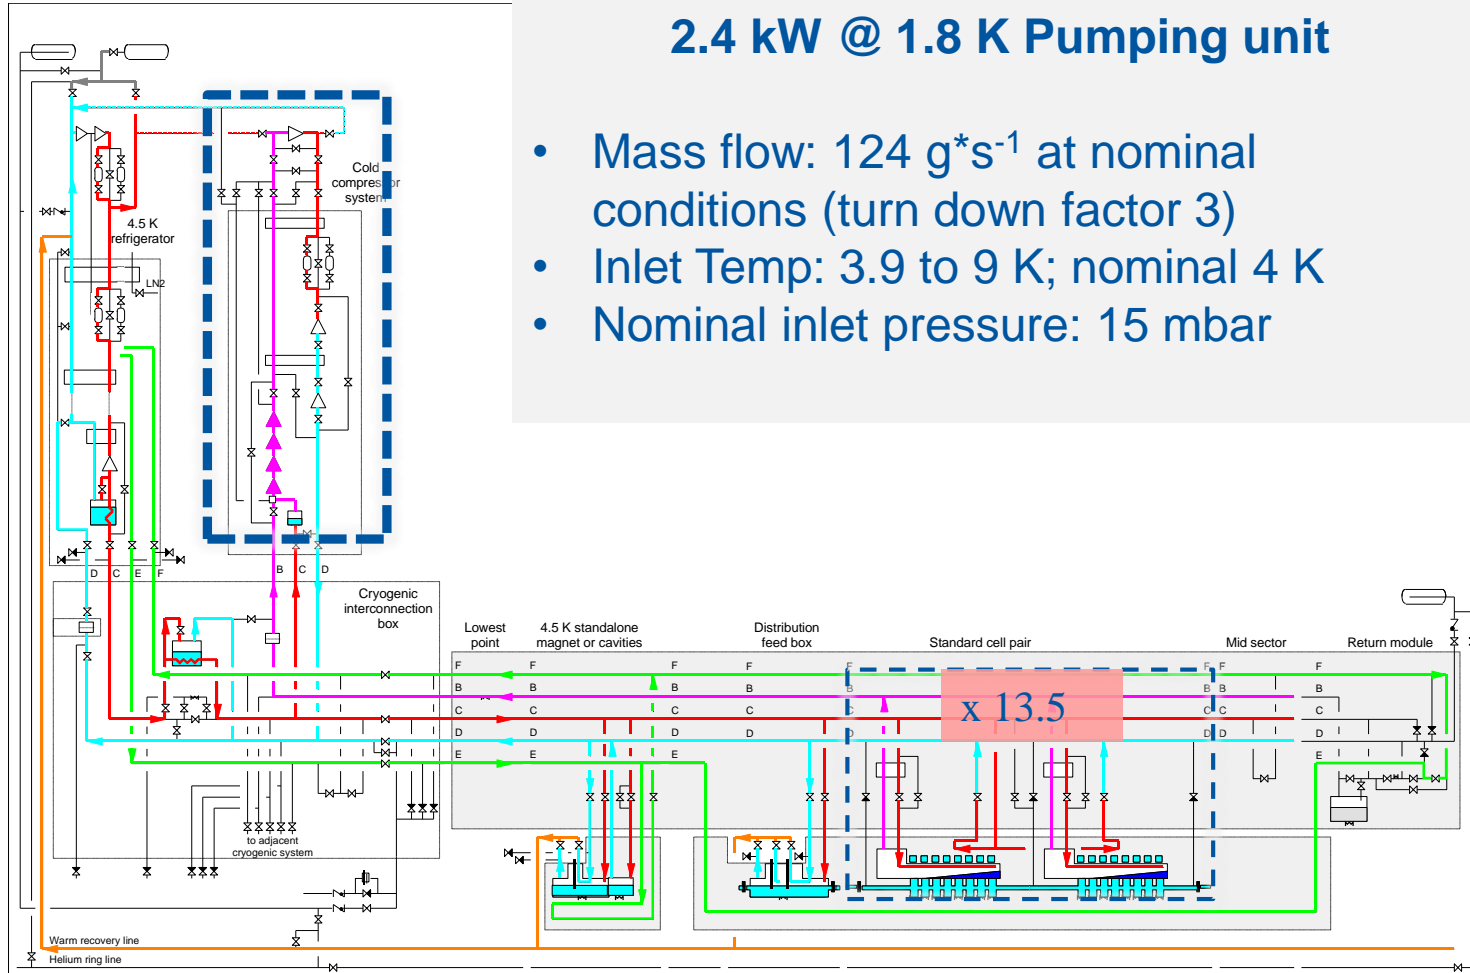 2.4 kW @ 1.8 K Pumping unit
• Mass flow: 124 g*s-1 at nominal
conditions (turn down factor 3)
• Inlet Temp: 3.9 to 9 K; nominal 4 K
• Nominal inlet pressure: 15 mbar
Cold
compressor
system
4.5 K
refrigerator
LN2
D C E F
B C D
Cryogenic
interconnection
box
Lowest
point
4.5 K standalone
magnet or cavities
Distribution
feed box
Standard cell pair
Mid sector
Return module
F F F F F F F F
B B B B B B B B
C C C C C C
D D D D D D D D
E E E E
x 13.5
to adjacent
cryogenic system
Warm recovery line
Helium ring line